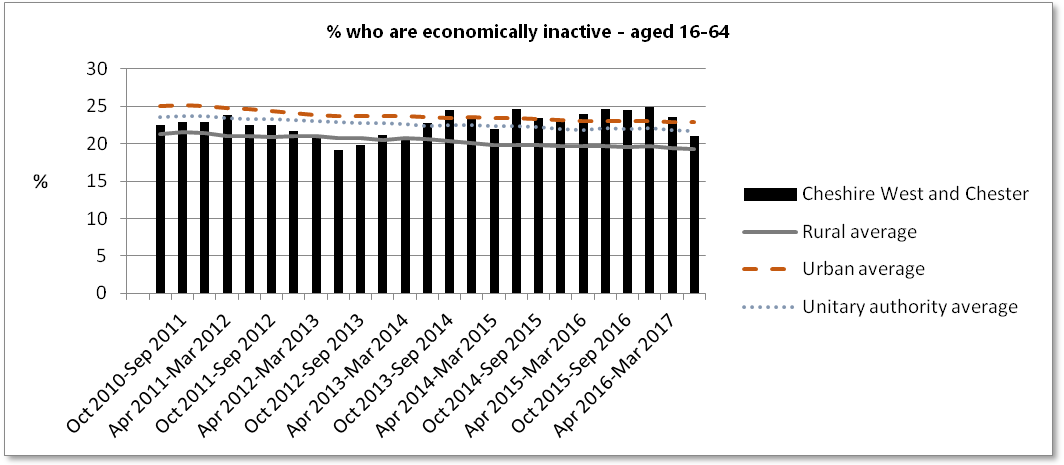 % who are economically inactive - aged 16-64
30
25
20
15
10
5
0
%
Oct 2010-Sep 2011
Apr 2011-Mar 2012
Oct 2011-Sep 2012
Apr 2012-Mar 2013
Oct 2012-Sep 2013
Apr 2013-Mar 2014
Oct 2013-Sep 2014
Apr 2014-Mar 2015
Oct 2014-Sep 2015
Apr 2015-Mar 2016
Oct 2015-Sep 2016
Apr 2016-Mar 2017
Cheshire West and Chester
Rural average
Urban average
Unitary authority average